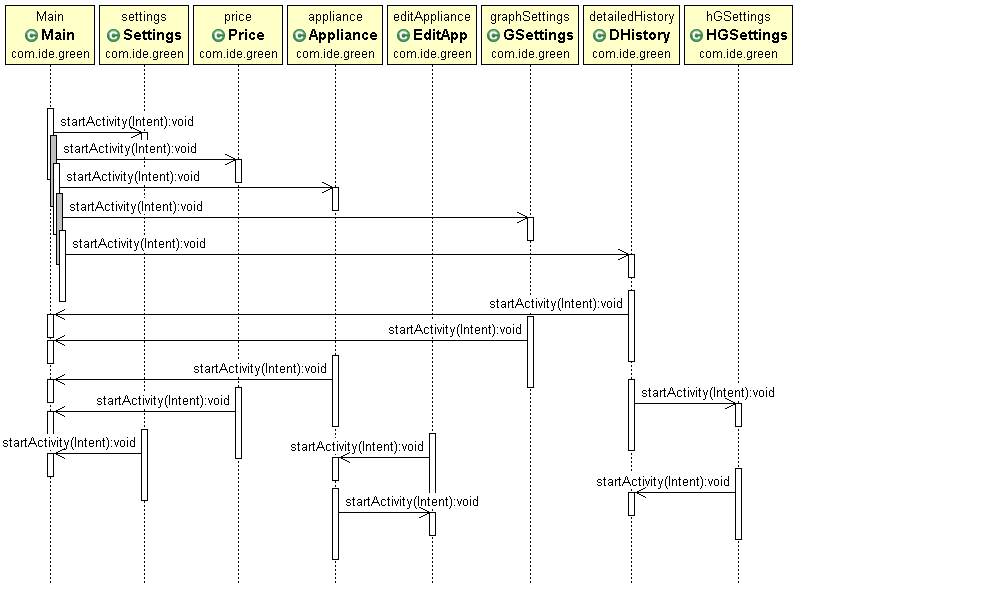 Main settings price appliance editAppliance graphSettings detailedHistory hGSettings
C Main C Settings C Price C Appliance C EditApp C GSettings C DHistory C HGSettings
com.ide.green com.ide.green com.ide.green com.ide.green com.ide.green com.ide.green com.ide.green com.ide.green
startActivity(Intent):void
startActivity(Intent):void
startActivity(Intent):void
startActivity(Intent):void
startActivity(Intent):void
startActivity(Intent):void
startActivity(Intent):void
startActivity(Intent):void
startActivity(Intent):void
startActivity(Intent):void
startActivity(Intent):void
startActivity(Intent):void
startActivity(Intent):void
startActivity(Intent):void